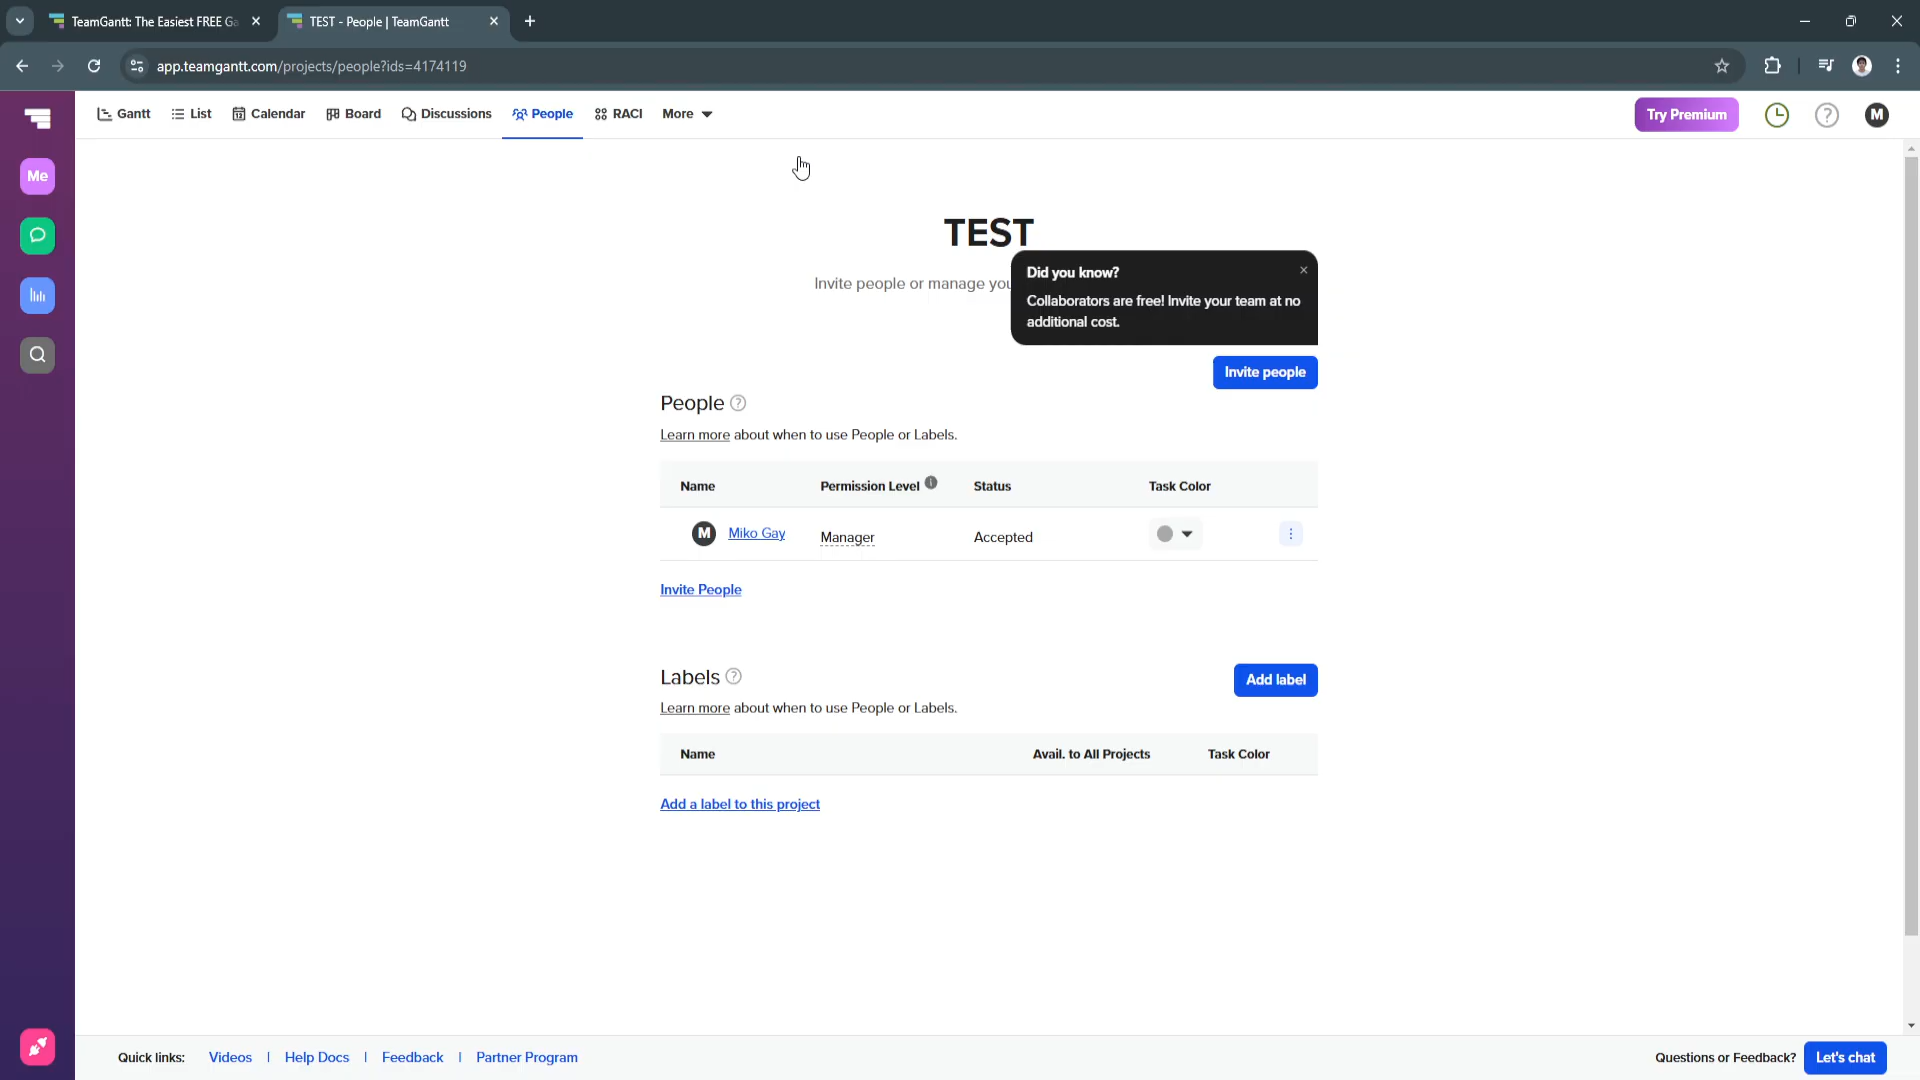 TeamGantt: The Easiest FREE Ga
TEST - People | TeamGantt
app.teamgantt.com/projects/people?ids=4174119
Gantt List Calendar Board Discussions People RACI More
Try Premium
M
Me
TEST
Invite people or manage you
Did you know?
Collaborators are free! Invite your team at no
additional cost.
Invite people
People
Learn more about when to use People or Labels.
Name Permission Level Status Task Color
M Miko Gay Manager Accepted
Invite People
Labels
Add label
Learn more about when to use People or Labels.
Name Avail. to All Projects Task Color
Add a label to this project
Quick links: Videos | Help Docs | Feedback | Partner Program
Questions or Feedback? Let's chat